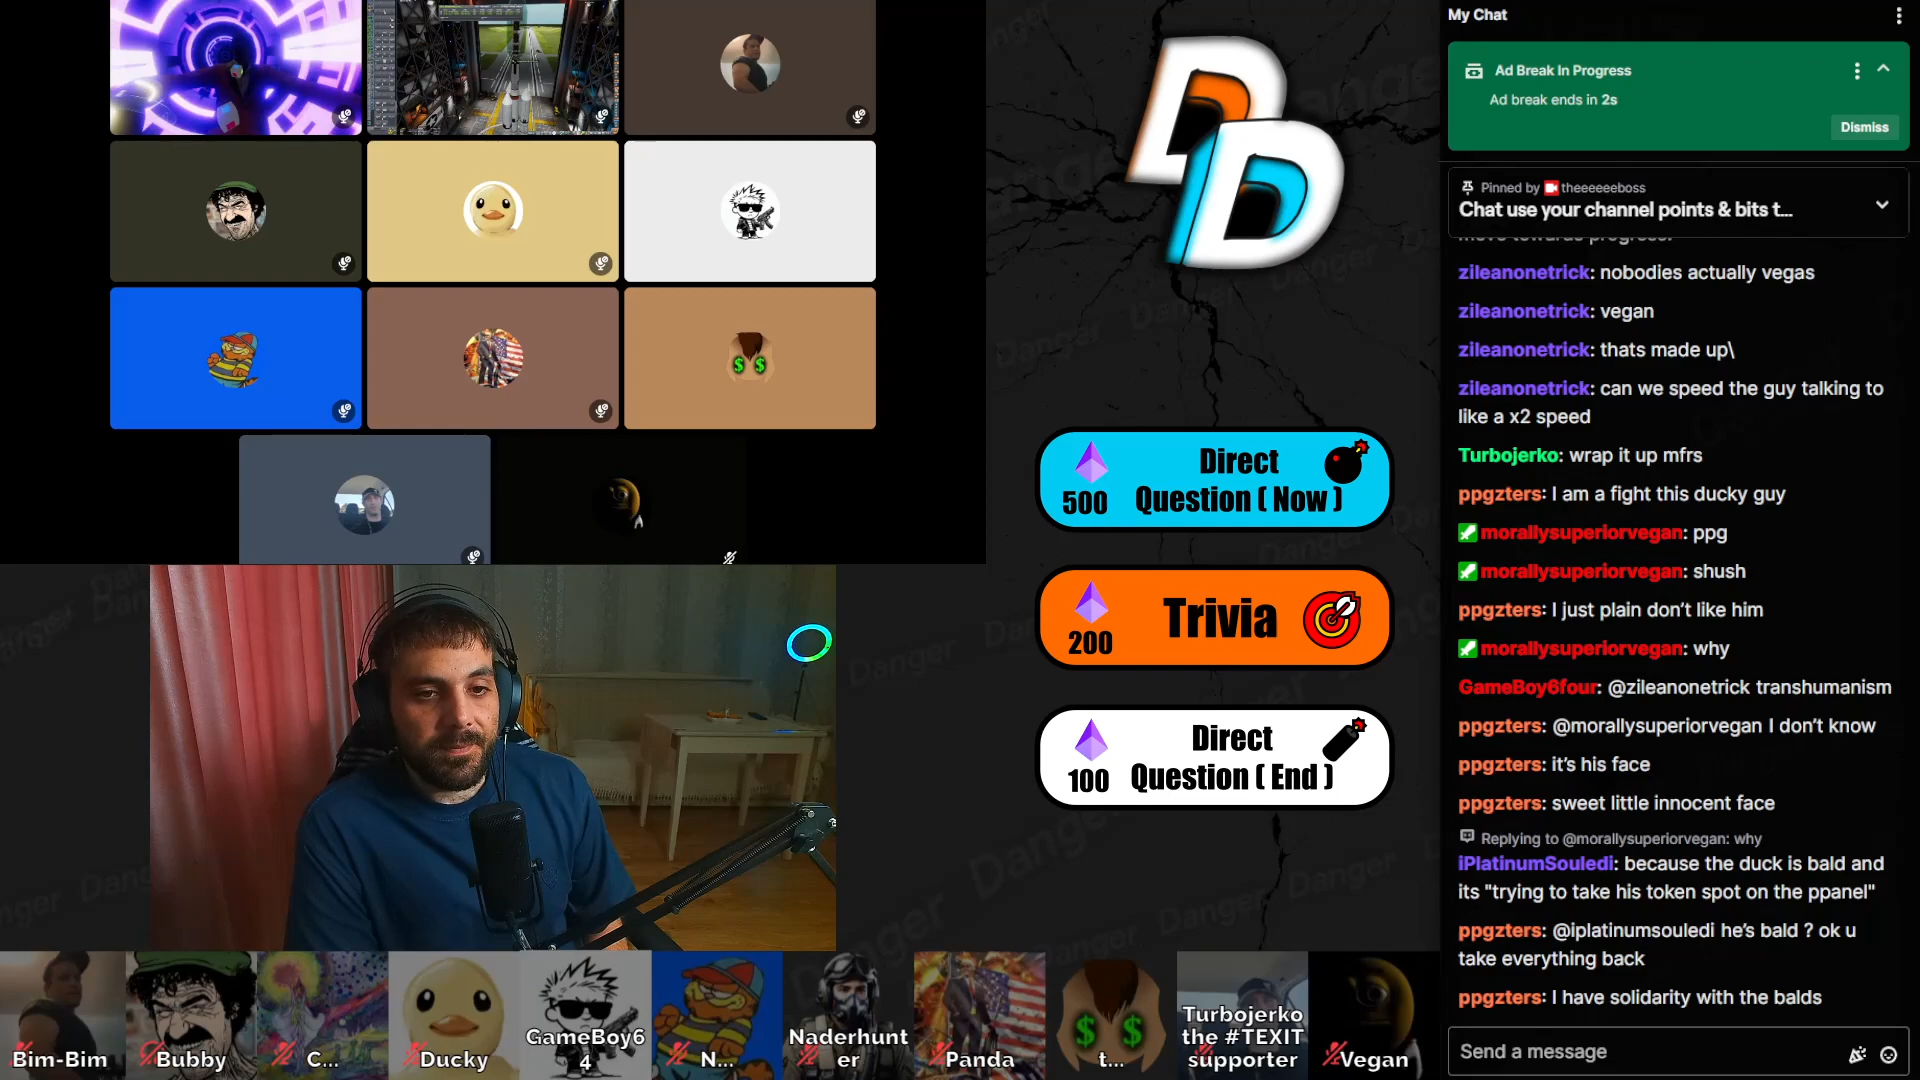 My Chat
Ad Break In Progress
Ad break ends in 2s
Dismiss
Pinned by theeeeeeboss
Chat use your channel points & bits t...
move towards progress.
zileanonetrick: nobodies actually vegas
zileanonetrick: vegan
zileanonetrick: thats made up\
zileanonetrick: can we speed the guy talking to
like a x2 speed
Turbojerko: wrap it up mfrs
ppgzters: I am a fight this ducky guy
morallysuperiorvegan: ppg
morallysuperiorvegan: shush
ppgzters: I just plain don't like him
morallysuperiorvegan: why
GameBoy6four: @zileanonetrick transhumanism
ppgzters: @morallysuperiorvegan I don't know
ppgzters: it's his face
ppgzters: sweet little innocent face
Replying to @morallysuperiorvegan: why
iPlatinumSouledi: because the duck is bald and
its "trying to take his token spot on the ppanel"
ppgzters: @iplatinumsouledi he's bald ? ok u
take everything back
ppgzters: I have solidarity with the balds
Send a message
DD
500
Direct
Question ( Now )
200
Trivia
100
Direct
Question ( End )
Bim-Bim
Bubby
C...
Ducky
GameBoy6
4
N...
Naderhunt
er
Panda
t...
Turbojerko
the #TEXIT
supporter
Vegan